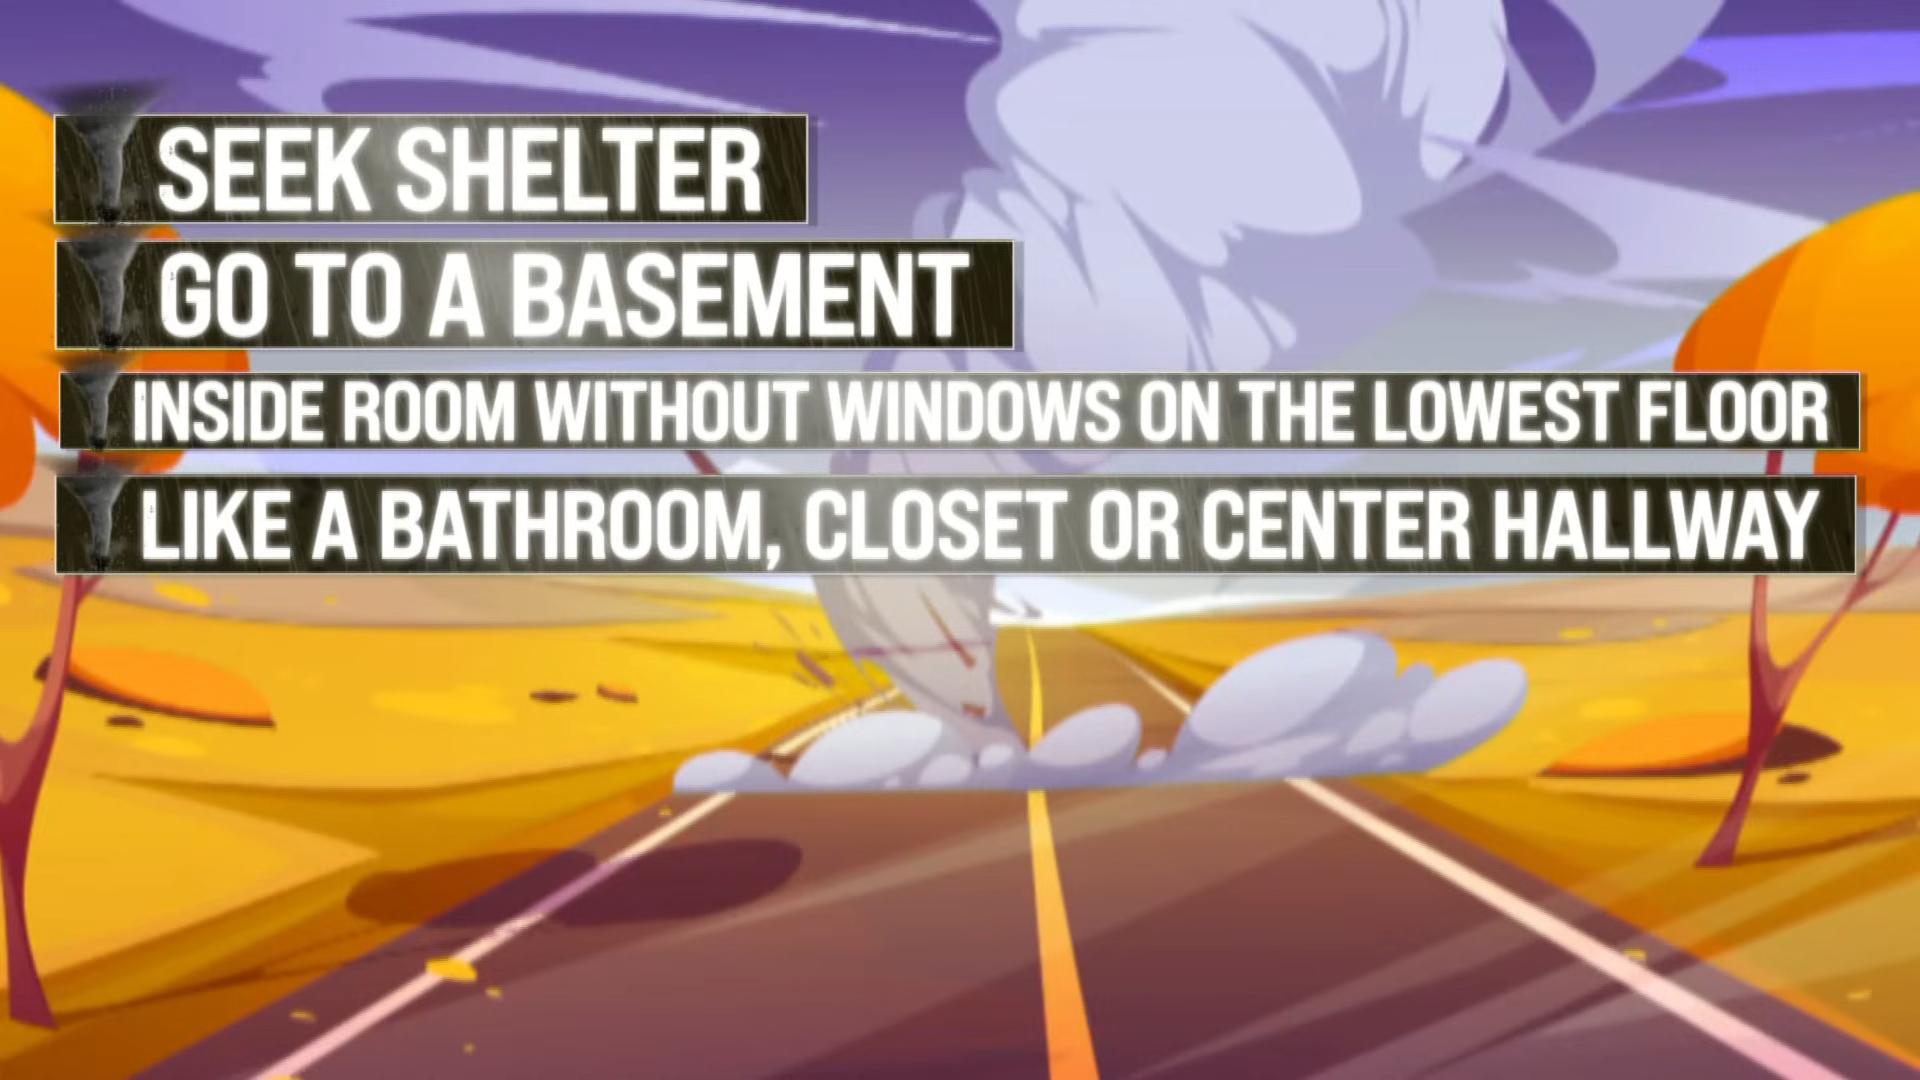 SEEK SHELTER
GO TO A BASEMENT
INSIDE ROOM WITHOUT WINDOWS ON THE LOWEST FLOOR
LIKE A BATHROOM, CLOSET OR CENTER HALLWAY